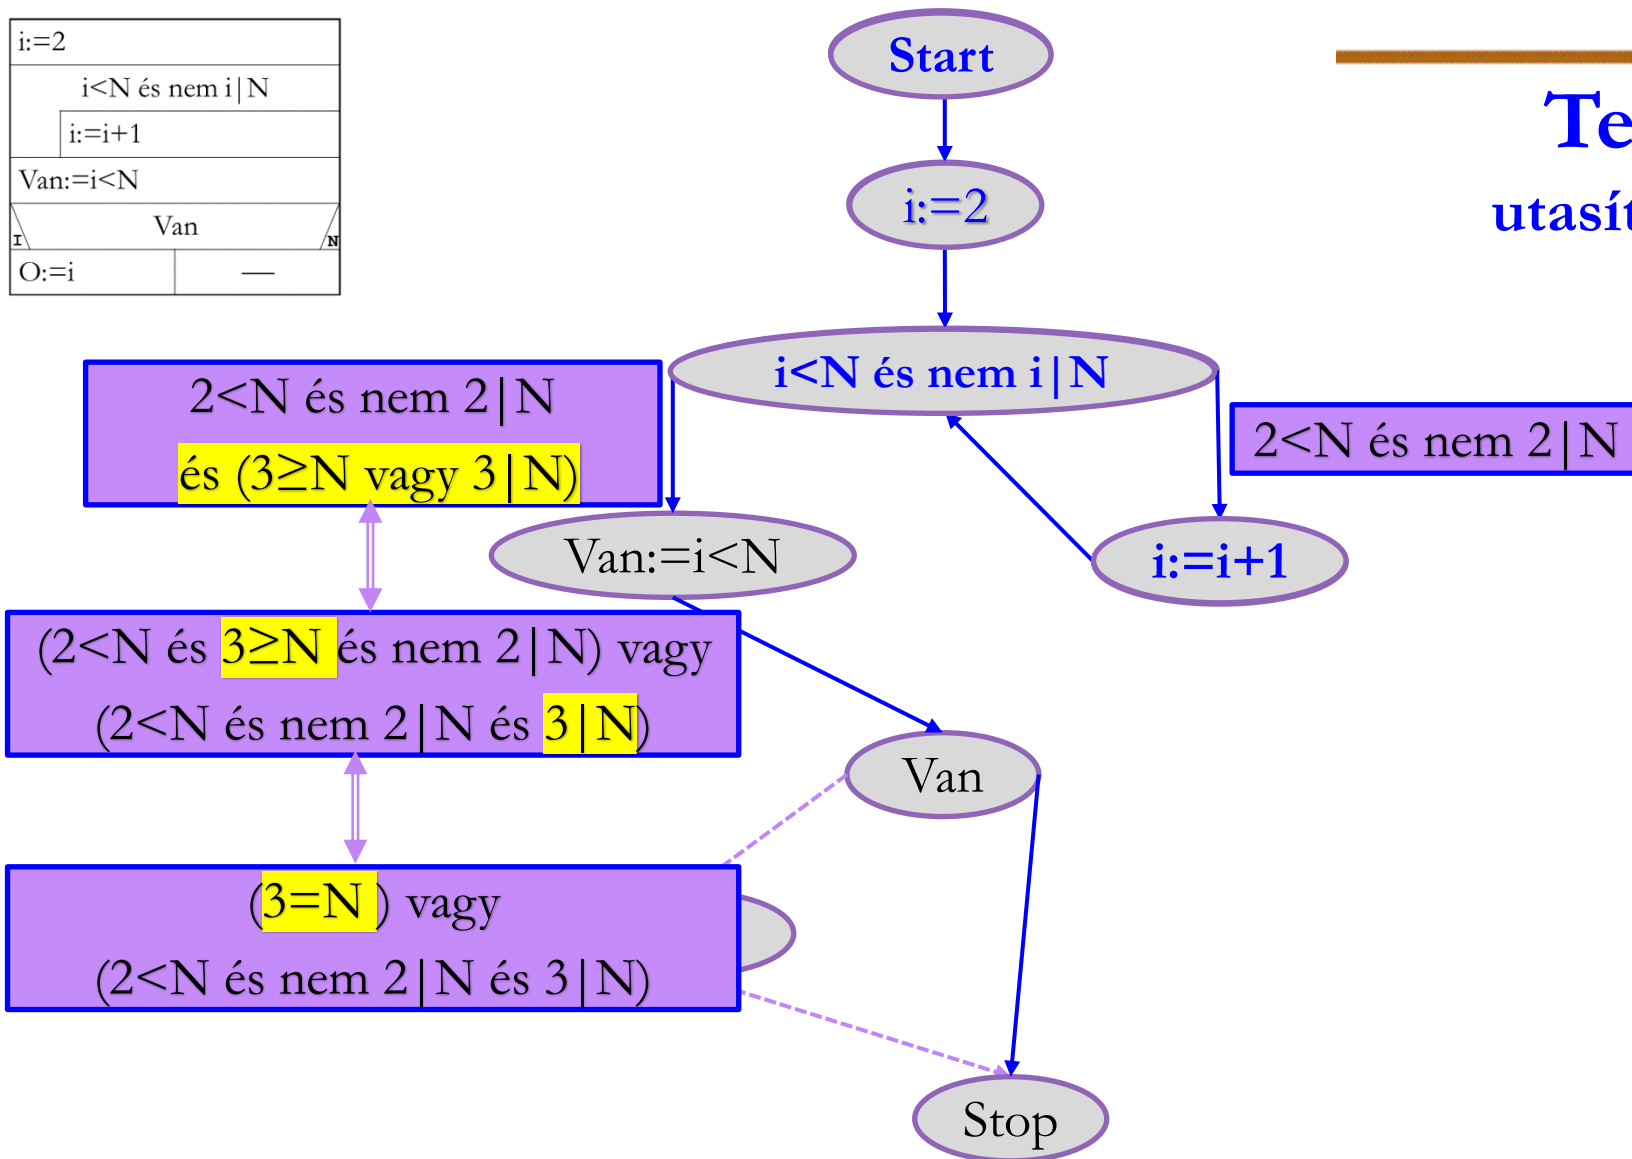 i:=2
i<N és nem i|N
i:=i+1
Van:=i<N
Van
I
N
O:=i
—
Start
i:=2
i<N és nem i|N
2<N és nem 2|N
és (3≥N vagy 3|N)
2<N és nem 2|N
Van:=i<N
i:=i+1
(2<N és 3≥N és nem 2|N) vagy
(2<N és nem 2|N és 3|N)
Van
(3=N ) vagy
(2<N és nem 2|N és 3|N)
Stop
Te
utasít